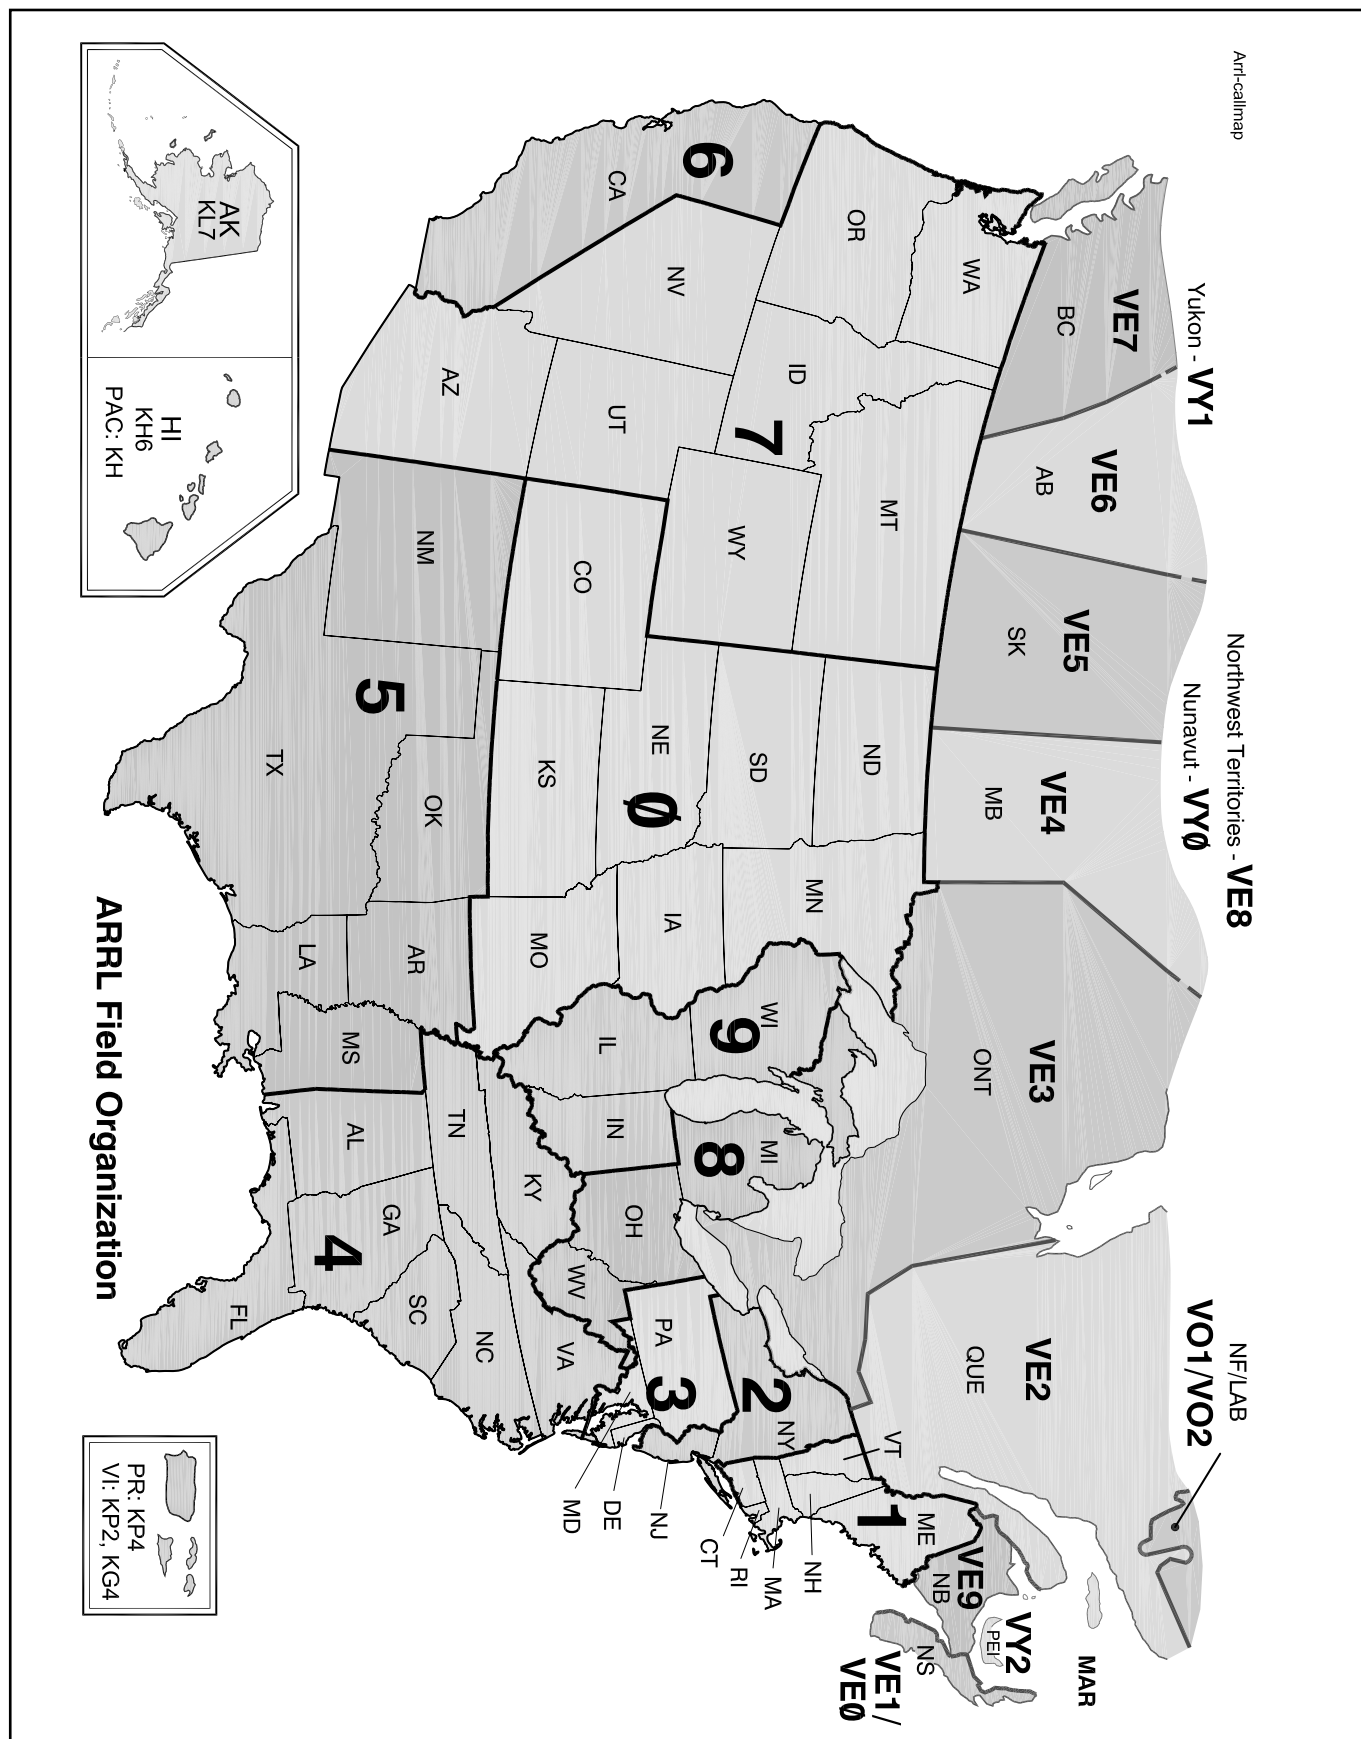 Arrl-callmap
Yukon - VY1
Northwest Territories - VE8
Nunavut - VYØ
NF/LAB
VO1/VO2
VE7
BC
VE6
AB
VE5
SK
VE4
MB
VE3
ONT
VE2
QUE
MAR
VY2
PEI
VE9
NB
NS
VE1/
VEØ
WA
OR
6
CA
NV
ID
7
MT
WY
UT
AZ
CO
NM
ND
SD
NE
Ø
KS
MN
IA
MO
5
OK
TX
AR
LA
MS
WI
9
IL
IN
MI
8
OH
WV
KY
TN
AL
GA
4
FL
SC
NC
VA
PA
3
2
NY
VT
1
ME
NH
MA
RI
CT
NJ
DE
MD
AK
KL7
HI
KH6
PAC: KH
ARRL Field Organization
PR: KP4
VI: KP2, KG4